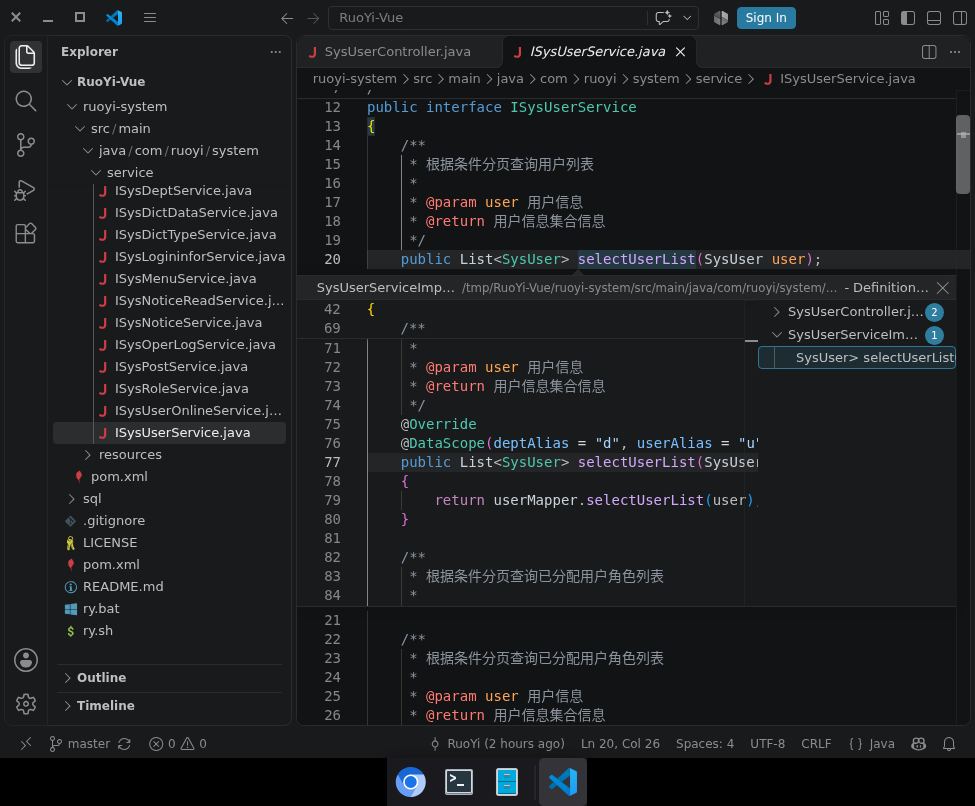 RuoYi-Vue
Sign In
Explorer
RuoYi-Vue
ruoyi-system
src/main
java/com/ruoyi/system
service
ISysDeptService.java
ISysDictDataService.java
ISysDictTypeService.java
ISysLogininforService.java
ISysMenuService.java
ISysNoticeReadService.j...
ISysNoticeService.java
ISysOperLogService.java
ISysPostService.java
ISysRoleService.java
ISysUserOnlineService.j...
ISysUserService.java
resources
pom.xml
sql
.gitignore
LICENSE
pom.xml
README.md
ry.bat
ry.sh
Outline
Timeline
SysUserController.java
ISysUserService.java
ruoyi-system > src > main > java > com > ruoyi > system > service > ISysUserService.java
12 public interface ISysUserService
13 {
14 /**
15 * 根据条件分页查询用户列表
16 *
17 * @param user 用户信息
18 * @return 用户信息集合信息
19 */
20 public List<SysUser> selectUserList(SysUser user);
SysUserServiceImp... /tmp/RuoYi-Vue/ruoyi-system/src/main/java/com/ruoyi/system/... - Definition...
42 {
69 /**
71 *
72 * @param user 用户信息
73 * @return 用户信息集合信息
74 */
75 @Override
76 @DataScope(deptAlias = "d", userAlias = "u"
77 public List<SysUser> selectUserList(SysUser
78 {
79 return userMapper.selectUserList(user)
80 }
81
82 /**
83 * 根据条件分页查询已分配用户角色列表
84 *
SysUserController.j... 2
SysUserServiceIm... 1
SysUser> selectUserList
21
22 /**
23 * 根据条件分页查询已分配用户角色列表
24 *
25 * @param user 用户信息
26 * @return 用户信息集合信息
master
0
0
RuoYi (2 hours ago)
Ln 20, Col 26
Spaces: 4
UTF-8
CRLF
{ } Java